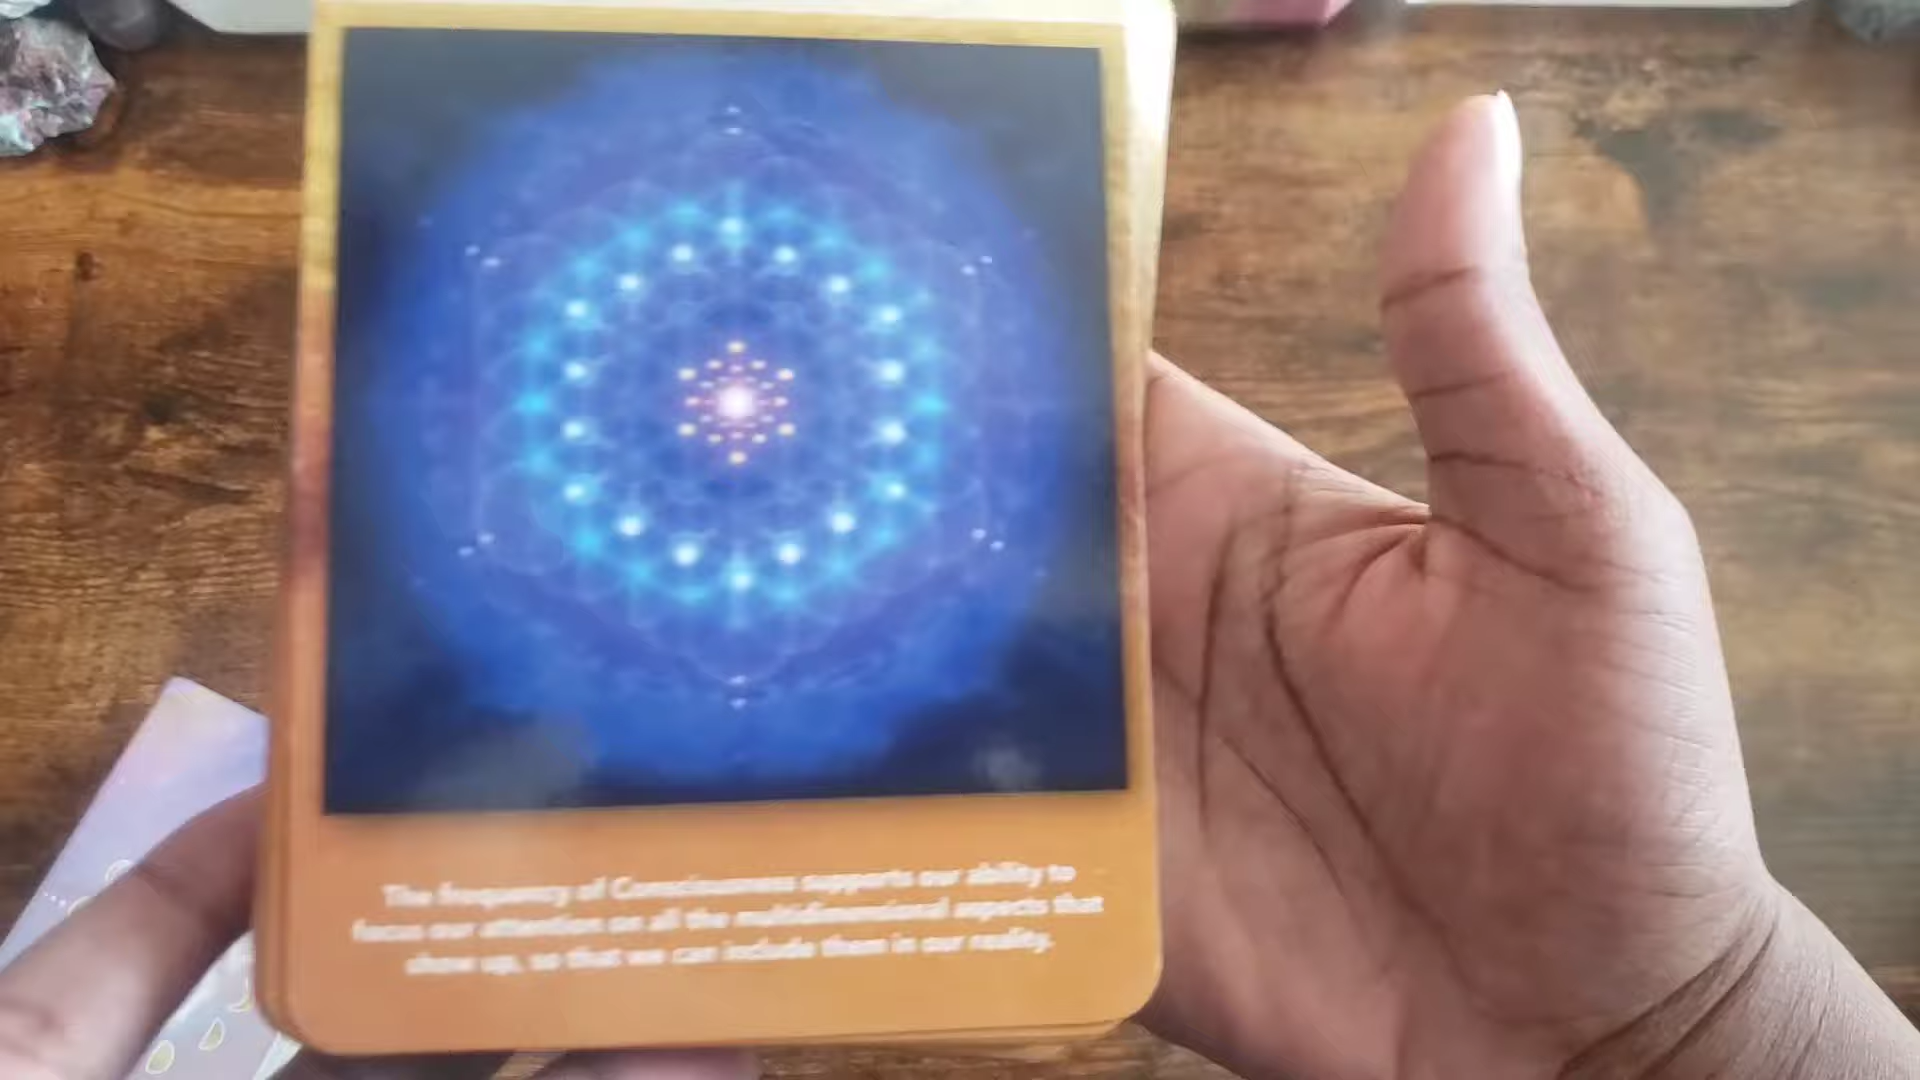 The frequency of Consciousness supports our ability to
focus our attention on all the multidimensional aspects that
show up, so that we can include them in our reality.